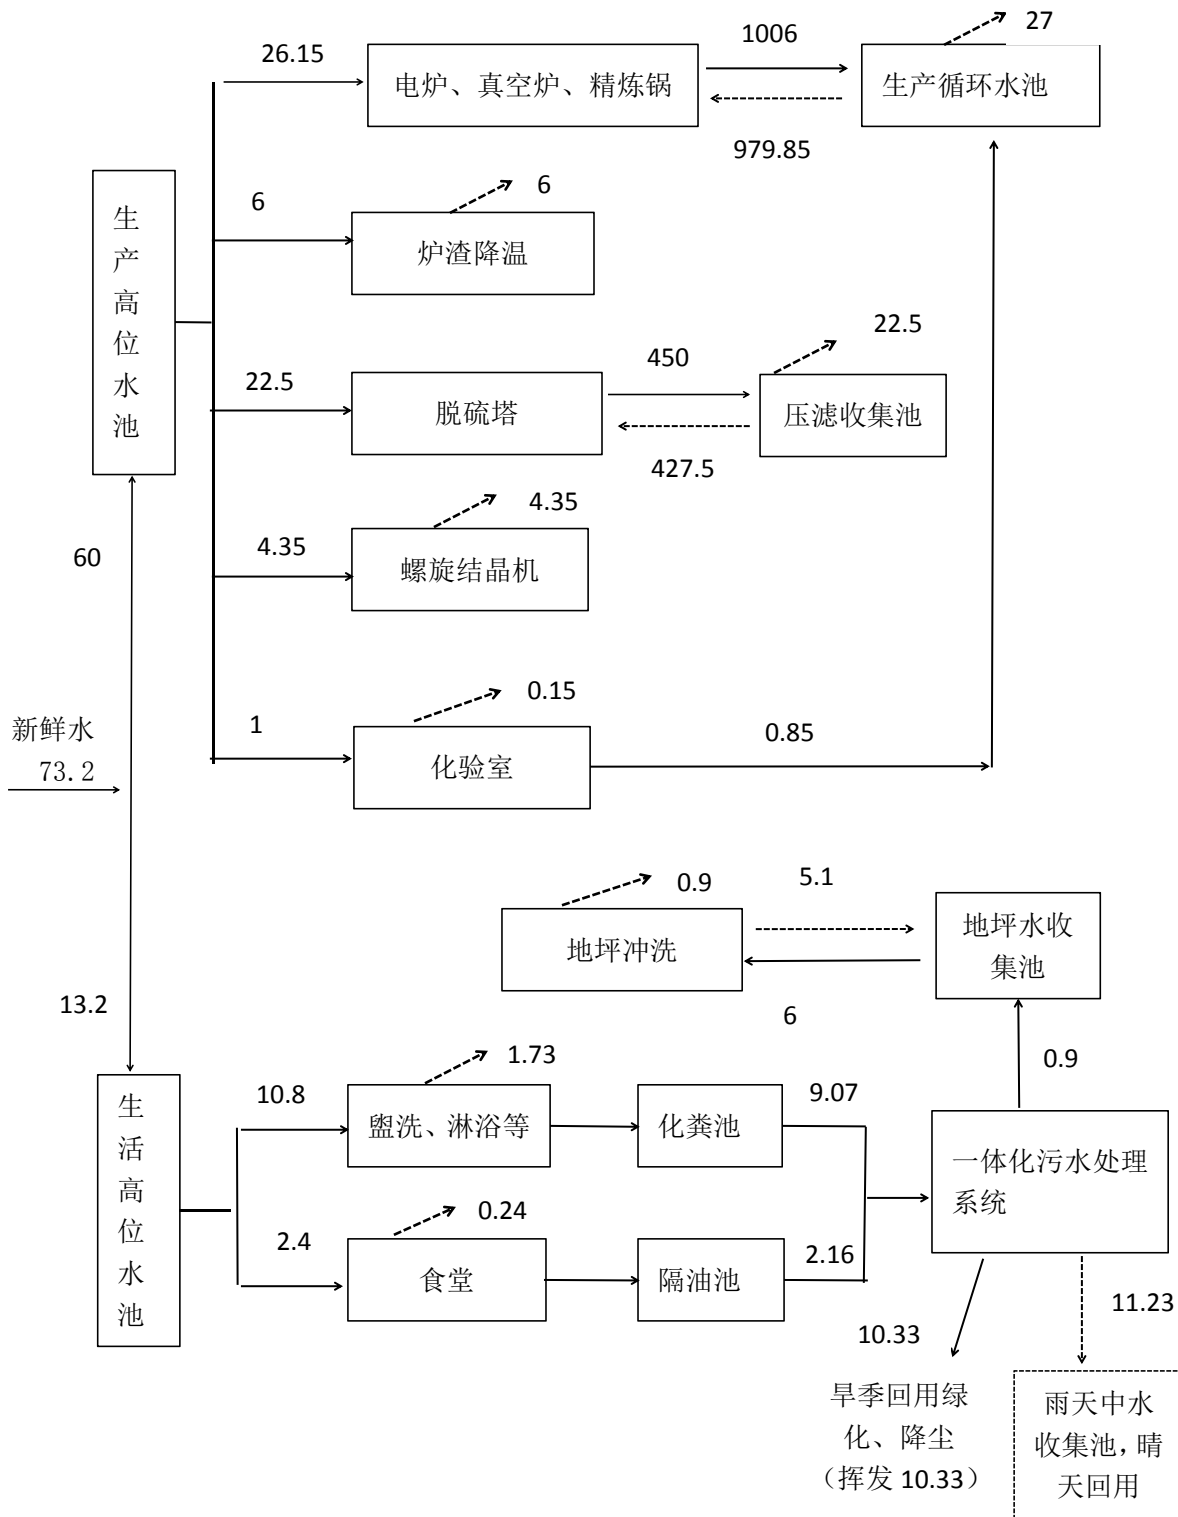 27
1006
26.15
电炉、真空炉、精炼锅
生产循环水池
979.85
6
6
炉渣降温
生
产
高
位
水
池
22.5
450
22.5
脱硫塔
压滤收集池
427.5
4.35
4.35
螺旋结晶机
60
0.15
1
0.85
化验室
新鲜水
73.2
0.9
5.1
地坪冲洗
地坪水收
集池
6
13.2
0.9
1.73
10.8
9.07
盥洗、淋浴等
化粪池
生
活
高
位
水
池
一体化污水处理
系统
0.24
2.4
2.16
食堂
隔油池
11.23
10.33
旱季回用绿
化、降尘
（挥发 10.33）
雨天中水
收集池，晴
天回用